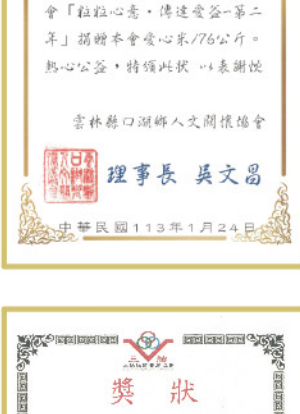 會「粒粒心意・傳達愛益-第二
年」捐贈本會愛心米176公斤。
熱心公益,特頒此狀 以表謝悃
雲林縣口湖鄉人文關懷協會
理事長 吳文昌
中華民國113年1月24日
獎狀